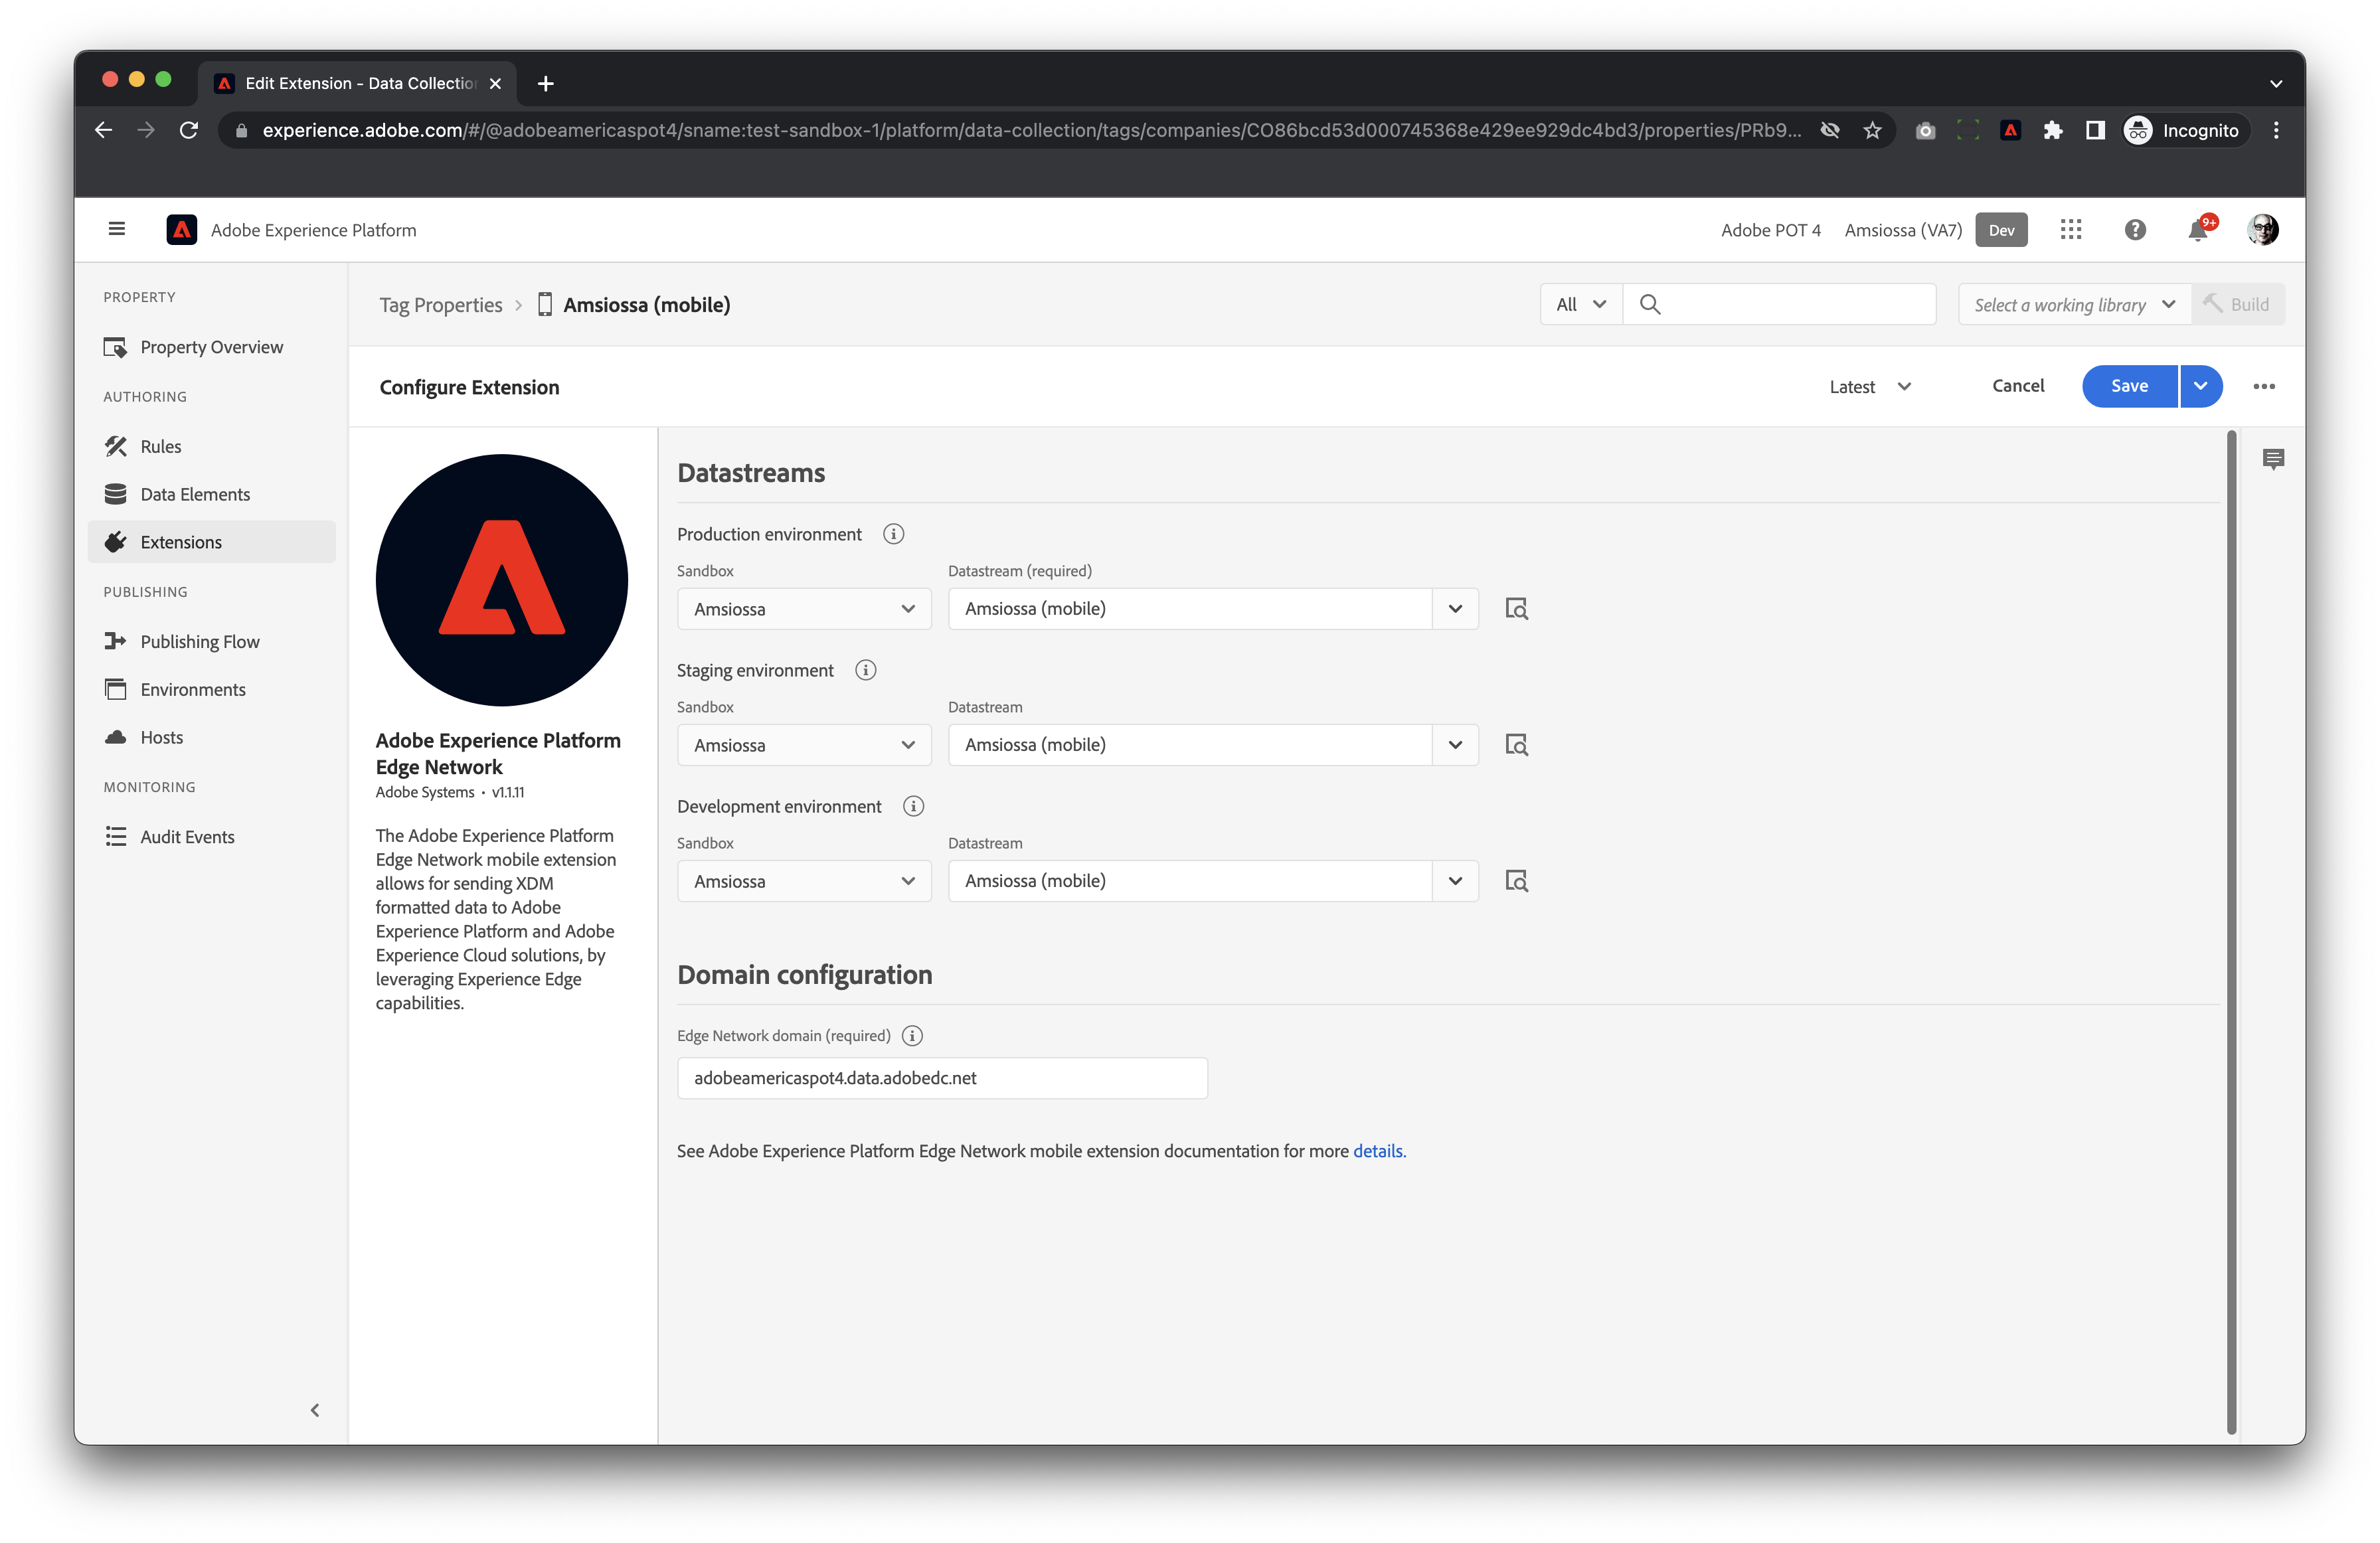 Edit Extension - Data Collection
experience.adobe.com/#/@adobeamericaspot4/sname:test-sandbox-1/platform/data-collection/tags/companies/CO86bcd53d000745368e429ee929dc4bd3/properties/PRb9...
Incognito
Adobe Experience Platform
Adobe POT 4
Amsiossa (VA7)
Dev
9+
PROPERTY
Property Overview
AUTHORING
Rules
Data Elements
Extensions
PUBLISHING
Publishing Flow
Environments
Hosts
MONITORING
Audit Events
Tag Properties > Amsiossa (mobile)
All
Select a working library
Build
Configure Extension
Latest
Cancel
Save
Adobe Experience Platform
Edge Network
Adobe Systems • v1.1.11
The Adobe Experience Platform
Edge Network mobile extension
allows for sending XDM
formatted data to Adobe
Experience Platform and Adobe
Experience Cloud solutions, by
leveraging Experience Edge
capabilities.
Datastreams
Production environment
Sandbox
Datastream (required)
Amsiossa
Amsiossa (mobile)
Staging environment
Sandbox
Datastream
Amsiossa
Amsiossa (mobile)
Development environment
Sandbox
Datastream
Amsiossa
Amsiossa (mobile)
Domain configuration
Edge Network domain (required)
adobeamericaspot4.data.adobedc.net
See Adobe Experience Platform Edge Network mobile extension documentation for more details.